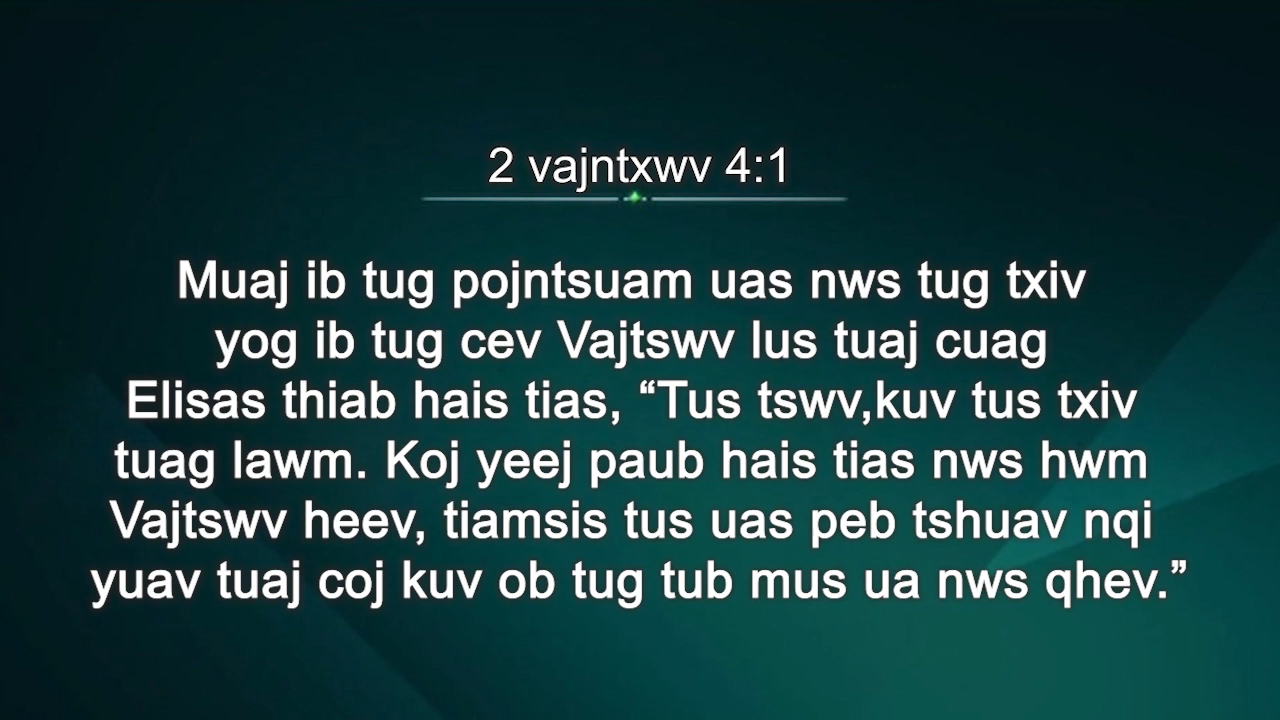 2 vajntxwv 4:1
Muaj ib tug pojntsuam uas nws tug txiv
yog ib tug cev Vajtswv lus tuaj cuag
Elisas thiab hais tias, “Tus tswv,kuv tus txiv
tuag lawm. Koj yeej paub hais tias nws hwm
Vajtswv heev, tiamsis tus uas peb tshuav nqi
yuav tuaj coj kuv ob tug tub mus ua nws qhev.”